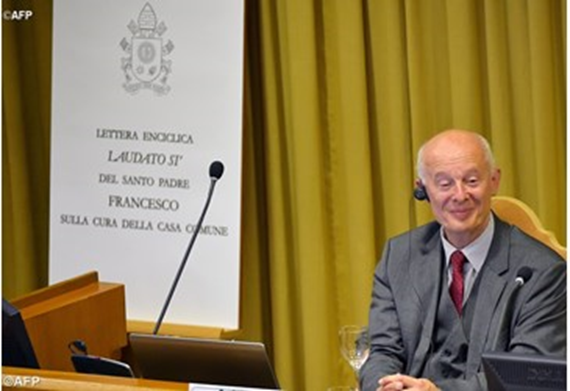 ©AFP
LETTERA ENCICLICA
LAUDATO SI'
DEL SANTO PADRE
FRANCESCO
SULLA CURA DELLA CASA COMUNE
©AFP